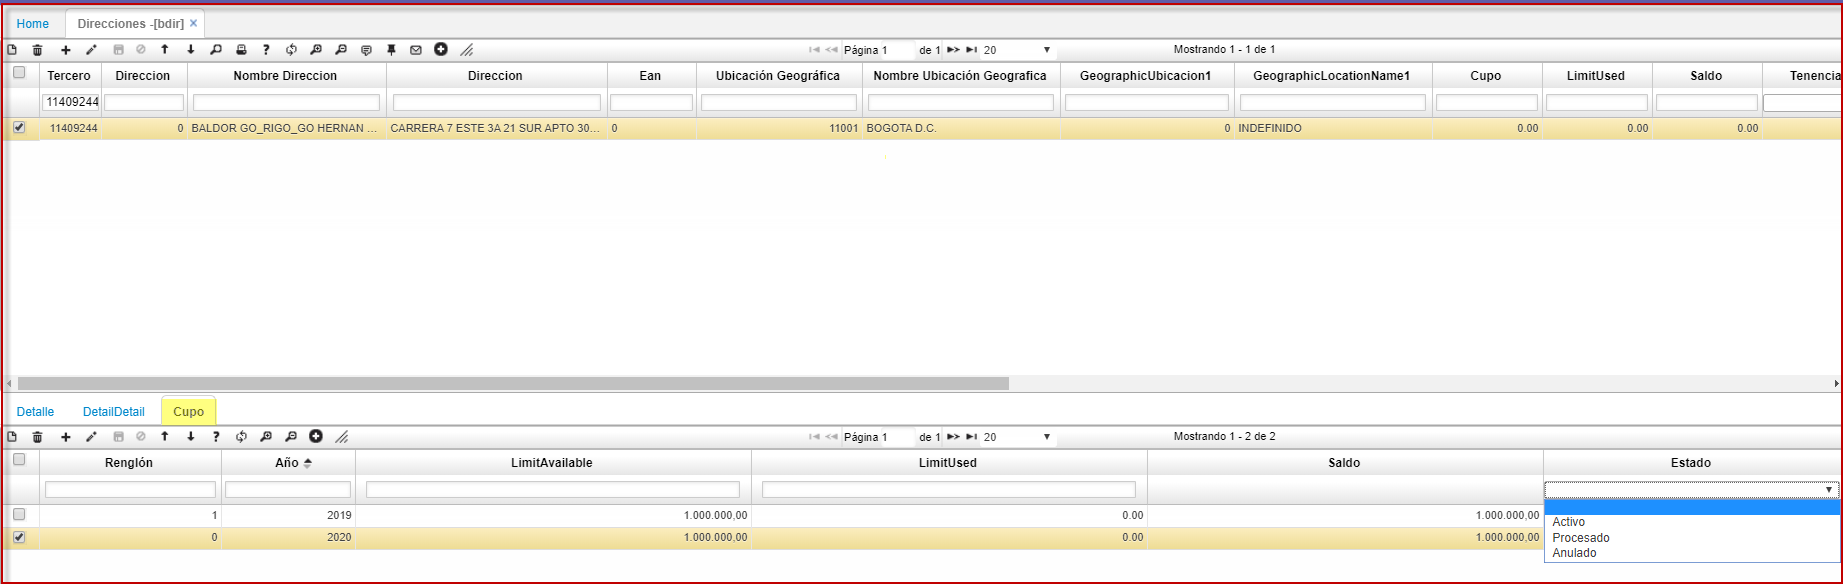 Home Direcciones -[bdir] ×
Página 1 de 1 20 Mostrando 1 - 1 de 1
Tercero Direccion Nombre Direccion Direccion Ean Ubicación Geográfica Nombre Ubicación Geografica GeographicUbicacion1 GeographicLocationName1 Cupo LimitUsed Saldo Tenencia
11409244
11409244 0 BALDOR GO_RIGO_GO HERNAN ... CARRERA 7 ESTE 3A 21 SUR APTO 30... 0 11001 BOGOTA D.C. 0 INDEFINIDO 0.00 0.00 0.00
Detalle DetailDetail Cupo
Página 1 de 1 20 Mostrando 1 - 2 de 2
Renglón Año LimitAvailable LimitUsed Saldo Estado
1 2019 1.000.000,00 0.00 1.000.000,00
0 2020 1.000.000,00 0.00 1.000.000,00
Activo
Procesado
Anulado